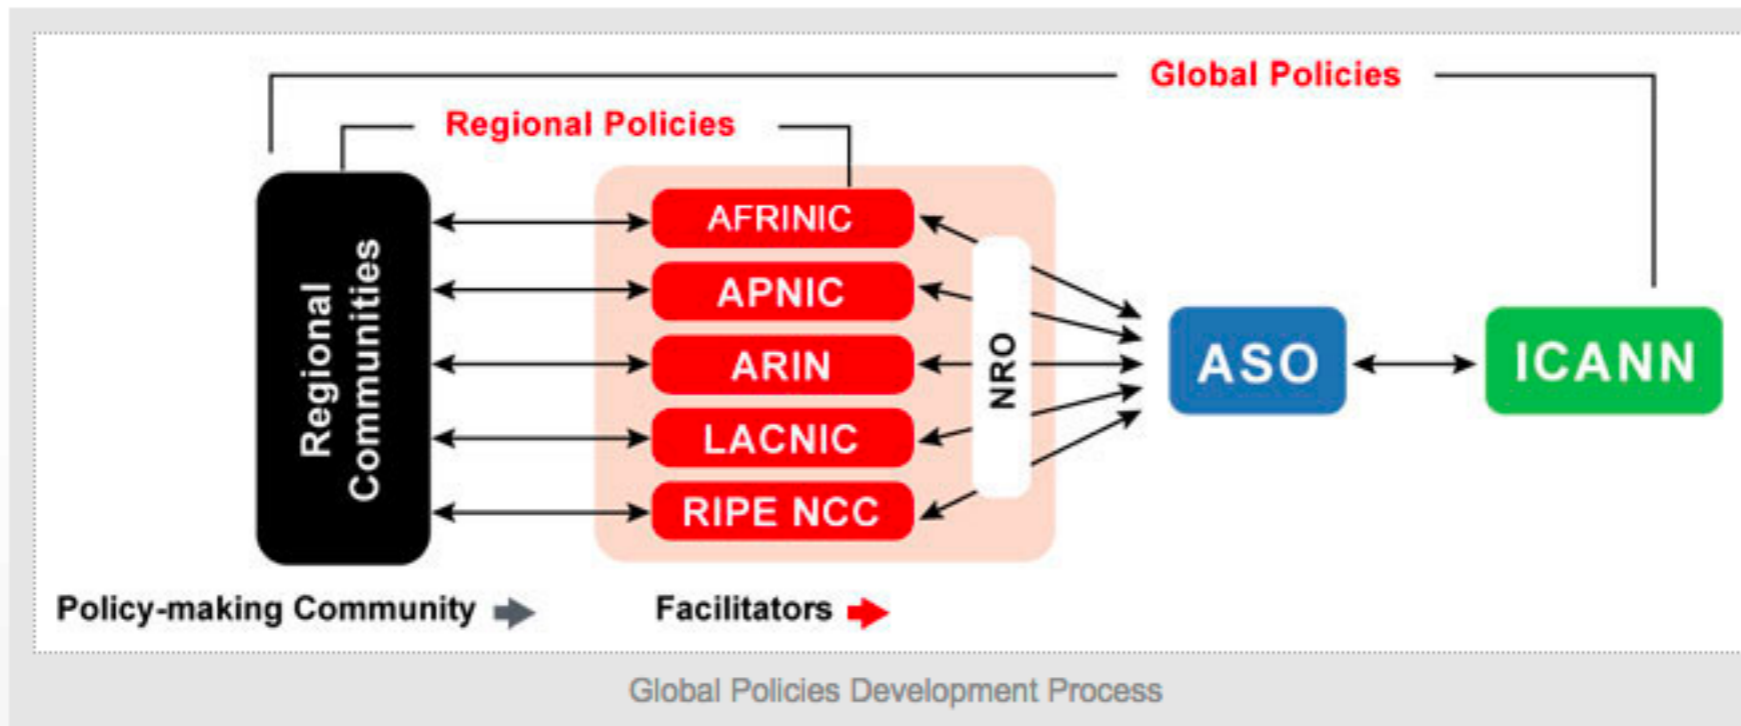 Global Policies
Regional Policies
Regional
Communities
AFRINIC
APNIC
ARIN
LACNIC
RIPE NCC
NRO
ASO
ICANN
Policy-making Community
Facilitators
Global Policies Development Process